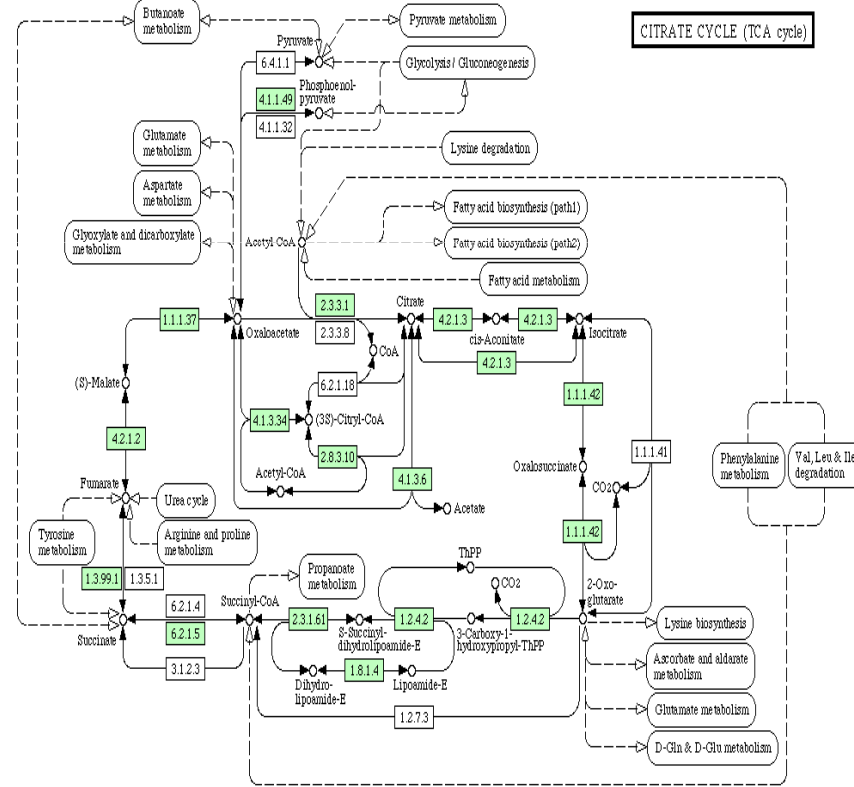 Butanoate
metabolism
Pyruvate metabolism
CITRATE CYCLE (TCA cycle)
Pyruvate
6.4.1.1
Glycolysis / Gluconeogenesis
Phosphoenol-
pyruvate
4.1.1.49
4.1.1.32
Glutamate
metabolism
Lysine degradation
Aspartate
metabolism
Fatty acid biosynthesis (path1)
Glyoxylate and dicarboxylate
metabolism
Acetyl CoA
Fatty acid biosynthesis (path2)
Fatty acid metabolism
2.3.3.1
Citrate
1.1.1.37
4.2.1.3
4.2.1.3
Oxaloacetate
2.3.3.8
cis-Aconitate
Isocitrate
CoA
4.2.1.3
(S)-Malate
6.2.1.18
1.1.1.42
4.1.3.34
(3S)-Citryl-CoA
4.2.1.2
2.8.3.10
1.1.1.41
Acetyl-CoA
4.1.3.6
Oxalosuccinate
Phenylalanine
metabolism
Val, Leu & Ile
degradation
Fumarate
Urea cycle
CO2
Acetate
Tyrosine
metabolism
Arginine and proline
metabolism
1.1.1.42
ThPP
1.3.99.1
1.3.5.1
Propanoate
metabolism
CO2
2-Oxo-
glutarate
6.2.1.4
Succinyl-CoA
2.3.1.61
1.2.4.2
1.2.4.2
Lysine biosynthesis
Succinate
6.2.1.5
S-Succinyl-
dihydrolipoamide-E
3-Carboxy-1-
hydroxypropyl-ThPP
3.1.2.3
1.8.1.4
Ascorbate and aldarate
metabolism
Dihydro-
lipoamide-E
Lipoamide-E
1.2.7.3
Glutamate metabolism
D-Gln & D-Glu metabolism